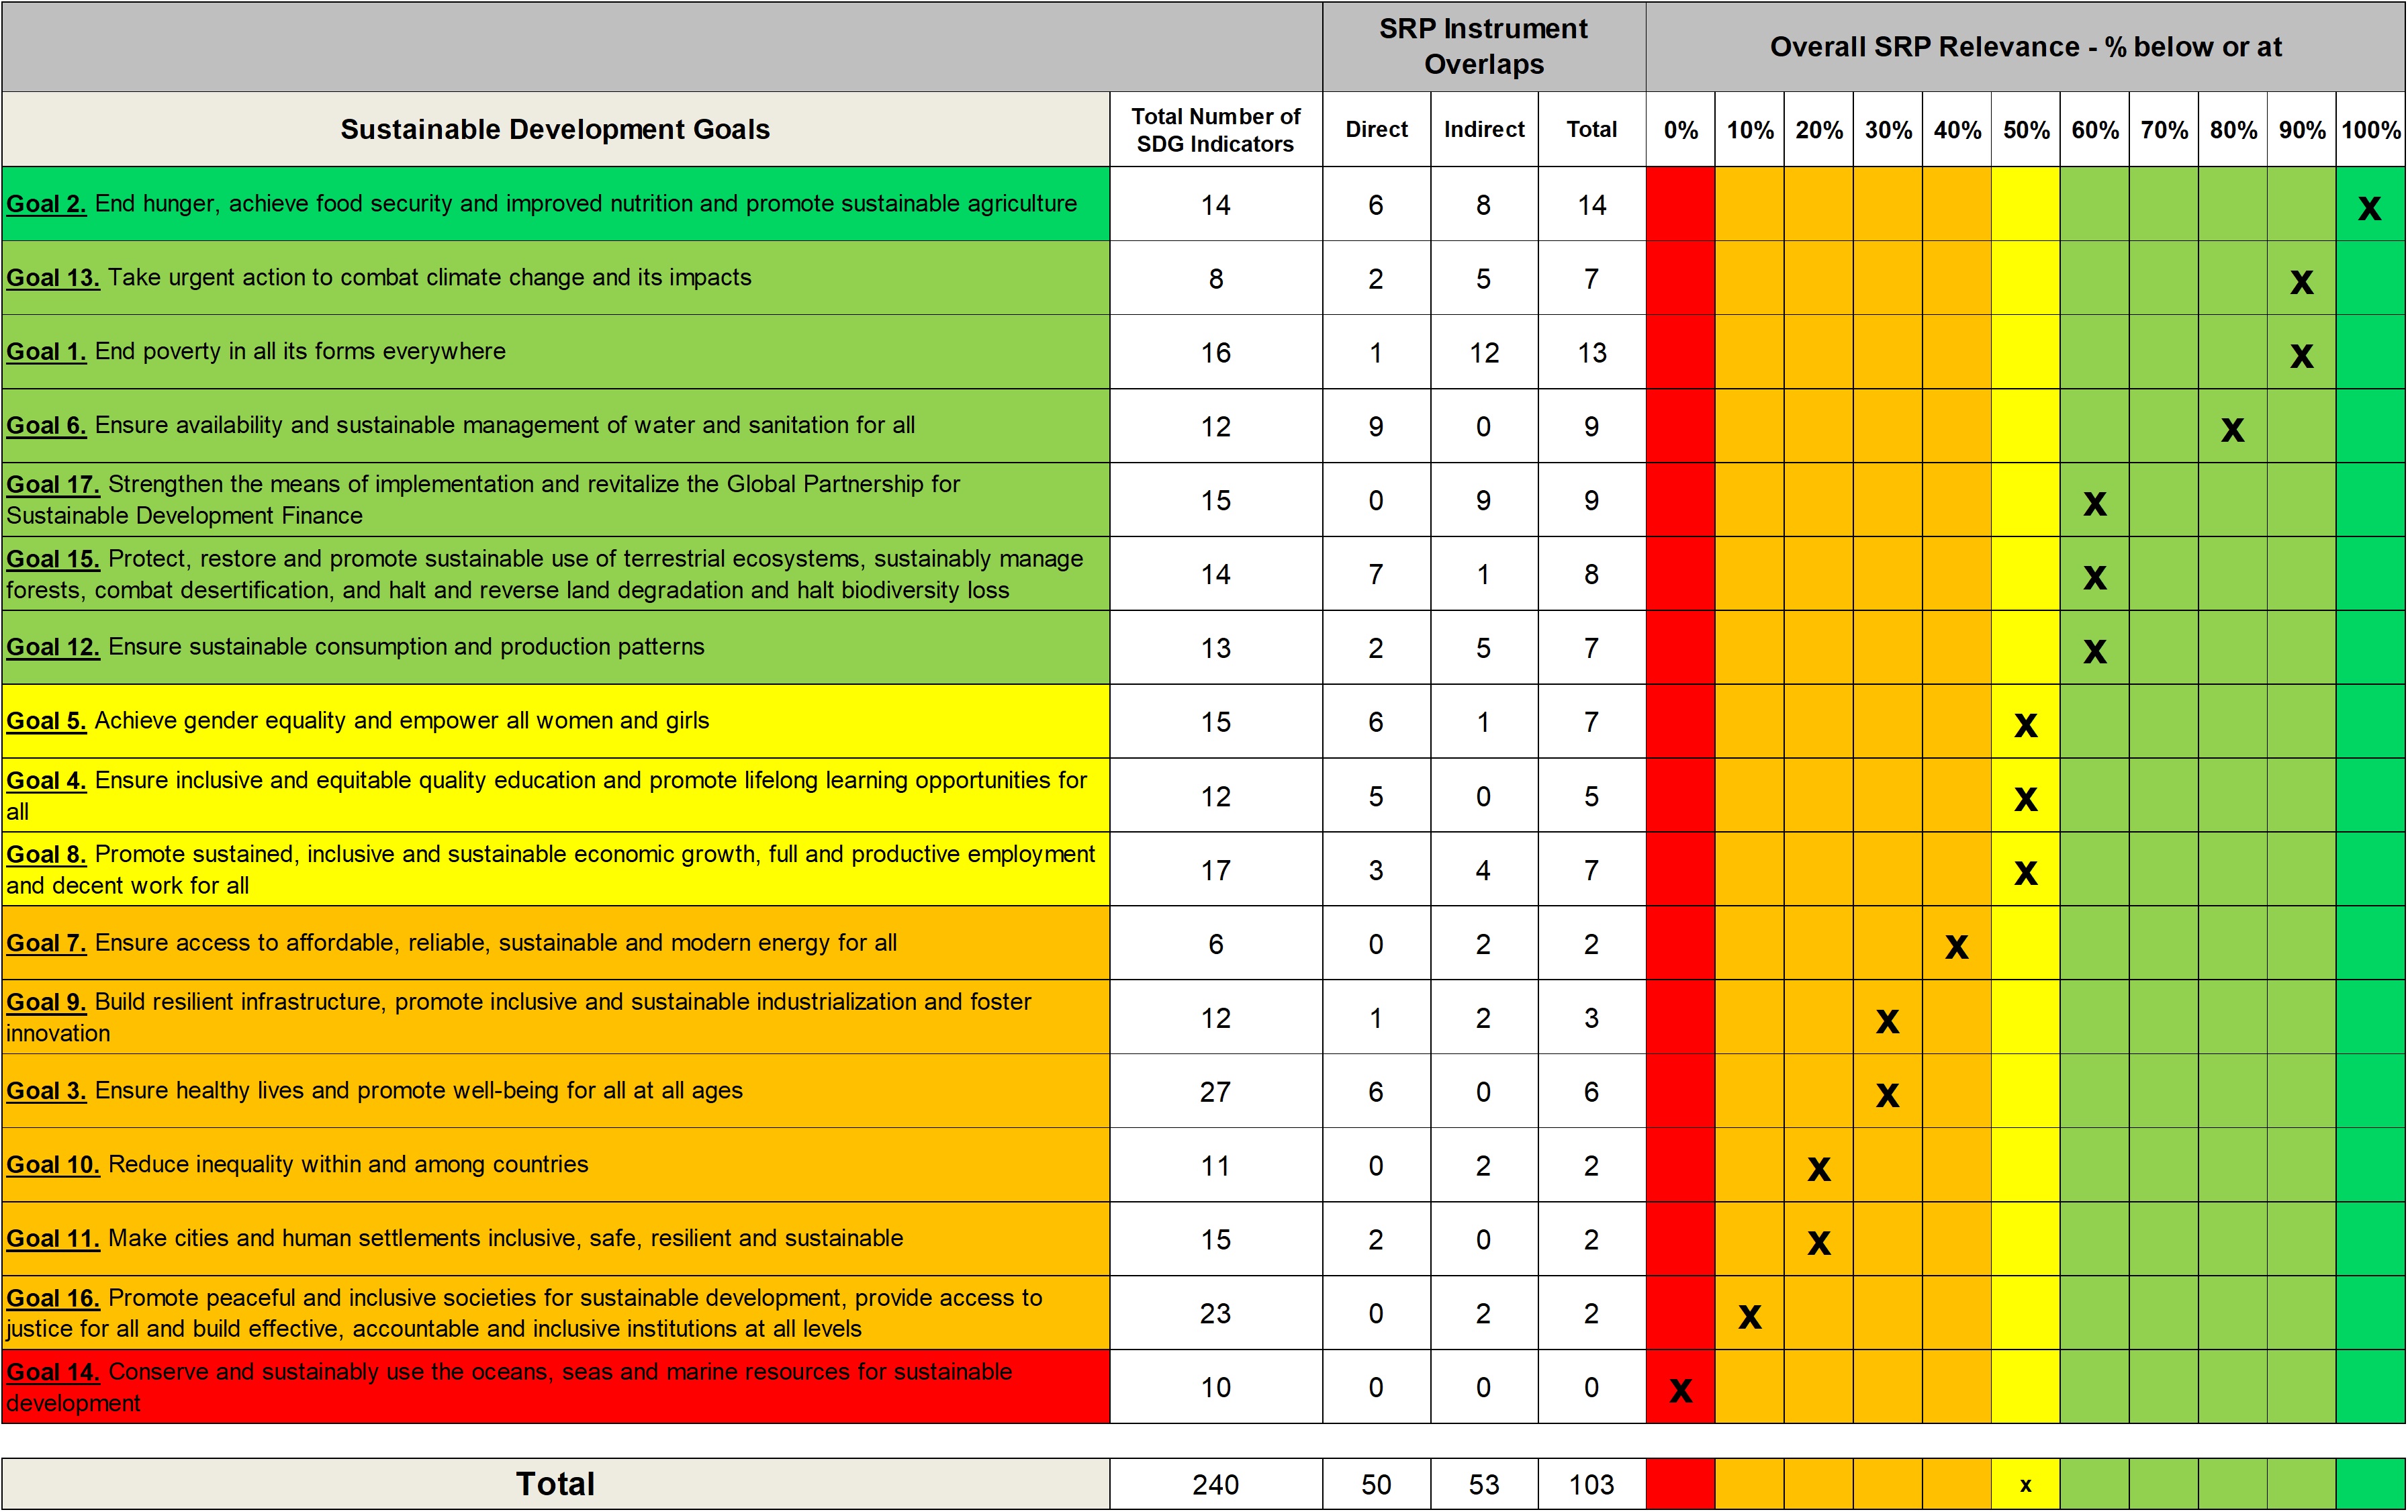 SRP Instrument
Overlaps
Overall SRP Relevance - % below or at
Sustainable Development Goals
Total Number of
SDG Indicators
Direct Indirect Total 0% 10% 20% 30% 40% 50% 60% 70% 80% 90% 100%
Goal 2. End hunger, achieve food security and improved nutrition and promote sustainable agriculture 14 6 8 14 x
Goal 13. Take urgent action to combat climate change and its impacts 8 2 5 7 x
Goal 1. End poverty in all its forms everywhere 16 1 12 13 x
Goal 6. Ensure availability and sustainable management of water and sanitation for all 12 9 0 9 x
Goal 17. Strengthen the means of implementation and revitalize the Global Partnership for
Sustainable Development Finance
15 0 9 9 x
Goal 15. Protect, restore and promote sustainable use of terrestrial ecosystems, sustainably manage
forests, combat desertification, and halt and reverse land degradation and halt biodiversity loss
14 7 1 8 x
Goal 12. Ensure sustainable consumption and production patterns 13 2 5 7 x
Goal 5. Achieve gender equality and empower all women and girls 15 6 1 7 x
Goal 4. Ensure inclusive and equitable quality education and promote lifelong learning opportunities for
all
12 5 0 5 x
Goal 8. Promote sustained, inclusive and sustainable economic growth, full and productive employment
and decent work for all
17 3 4 7 x
Goal 7. Ensure access to affordable, reliable, sustainable and modern energy for all 6 0 2 2 x
Goal 9. Build resilient infrastructure, promote inclusive and sustainable industrialization and foster
innovation
12 1 2 3 x
Goal 3. Ensure healthy lives and promote well-being for all at all ages 27 6 0 6 x
Goal 10. Reduce inequality within and among countries 11 0 2 2 x
Goal 11. Make cities and human settlements inclusive, safe, resilient and sustainable 15 2 0 2 x
Goal 16. Promote peaceful and inclusive societies for sustainable development, provide access to
justice for all and build effective, accountable and inclusive institutions at all levels
23 0 2 2 x
Goal 14. Conserve and sustainably use the oceans, seas and marine resources for sustainable
development
10 0 0 0 x
Total 240 50 53 103 x